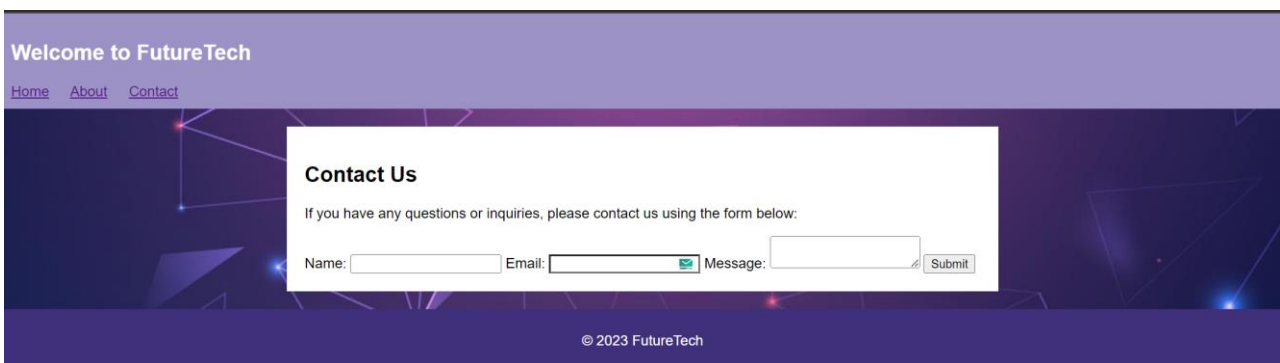 Welcome to FutureTech
Home About Contact
Contact Us
If you have any questions or inquiries, please contact us using the form below:
Name: Email: Message: Submit
© 2023 FutureTech